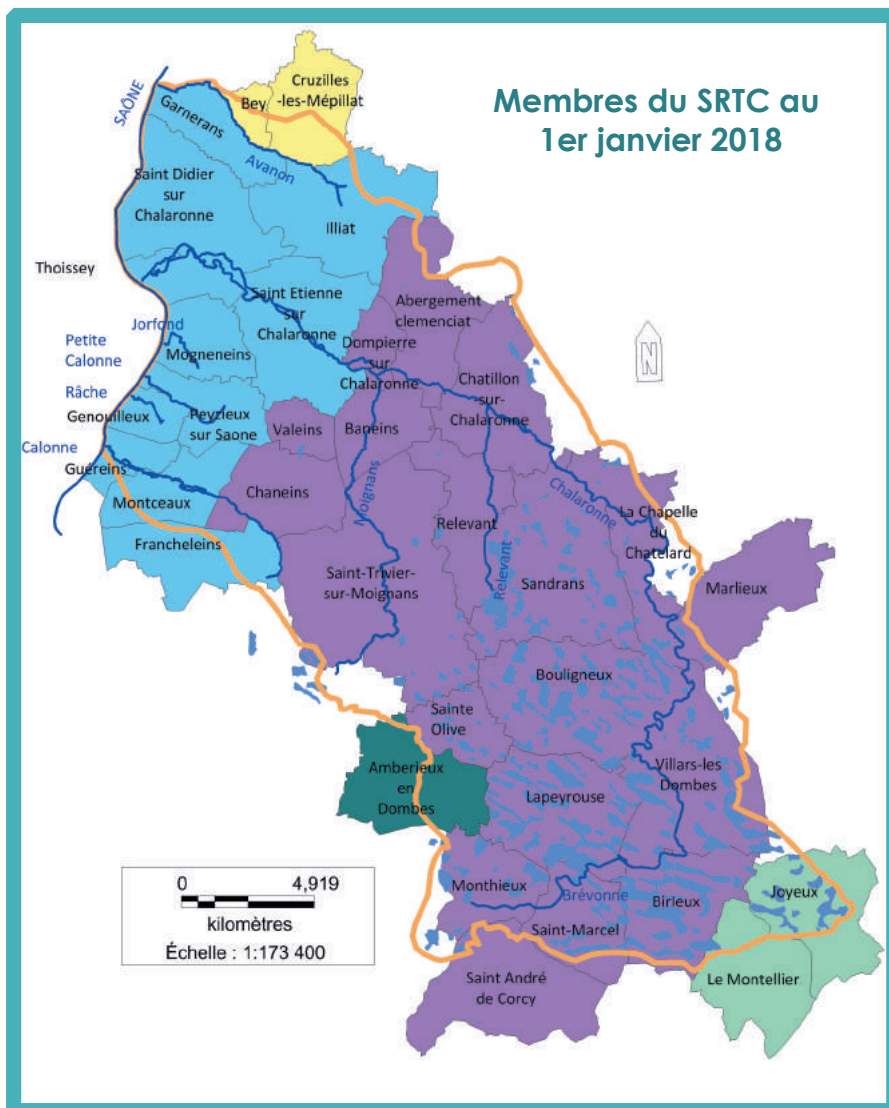 Membres du SRTC au
1er janvier 2018
SAÔNE
Garnerans
Bey
Cruzilles
-les-Mépillat
Avanon
Saint Didier
sur
Chalaronne
Illiat
Thoissey
Saint Etienne
sur
Chalaronne
Abergement
clemenciat
Jorfond
Petite
Calonne
Mogneneins
Dompierre
sur
Chalaronne
Chatillon
-sur-
Chalaronne
Râche
Genouilleux
Peyzieux
sur Saone
Valeins
Baneins
Calonne
Guéreins
Chaneins
Moignans
Montceaux
Relevant
Chalaronne
La Chapelle
du
Chatelard
Francheleins
Saint-Trivier-
sur-Moignans
Relevant
Sandrans
Marlieux
Bouligneux
Sainte
Olive
Villars-les
Dombes
Amberieux
en
Dombes
Lapeyrouse
Monthieux
Brévonne
Birleux
Joyeux
Saint-Marcel
Saint André
de Corcy
Le Montellier
N
0 4,919
kilomètres
Échelle : 1:173 400